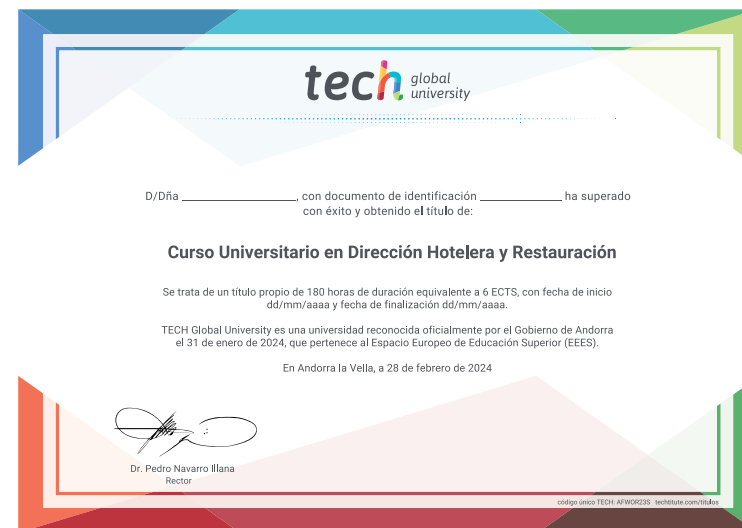 tech global university
D/Dña ____________________, con documento de identificación ______________ ha superado
con éxito y obtenido el título de:
Curso Universitario en Dirección Hotelera y Restauración
Se trata de un título propio de 180 horas de duración equivalente a 6 ECTS, con fecha de inicio
dd/mm/aaaa y fecha de finalización dd/mm/aaaa.
TECH Global University es una universidad reconocida oficialmente por el Gobierno de Andorra
el 31 de enero de 2024, que pertenece al Espacio Europeo de Educación Superior (EEES).
En Andorra la Vella, a 28 de febrero de 2024
Dr. Pedro Navarro Illana
Rector
código único TECH: AFWOR23S techtitute.com/titulos